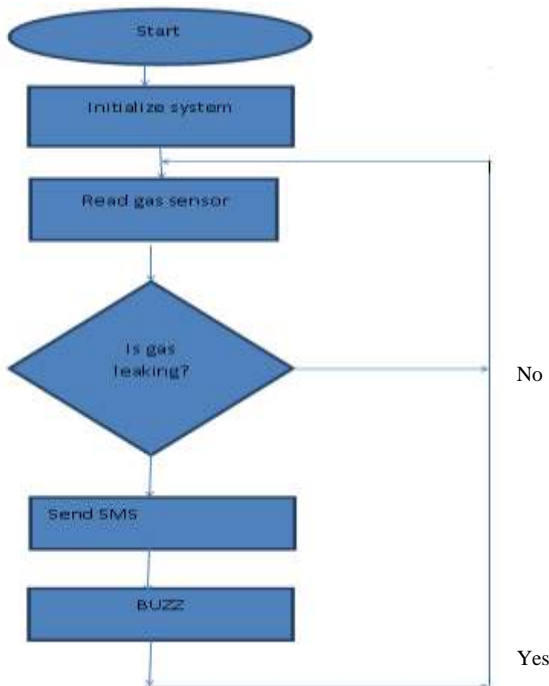 Start
Initialize system
Read gas sensor
Is gas
leaking?
No
Send SMS
BUZZ
Yes